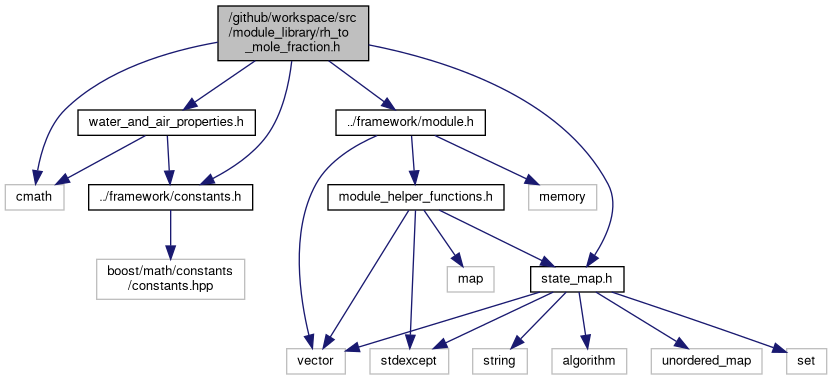 /github/workspace/src
/module_library/rh_to
_mole_fraction.h
water_and_air_properties.h
../framework/module.h
cmath
../framework/constants.h
module_helper_functions.h
memory
boost/math/constants
/constants.hpp
map
state_map.h
vector
stdexcept
string
algorithm
unordered_map
set